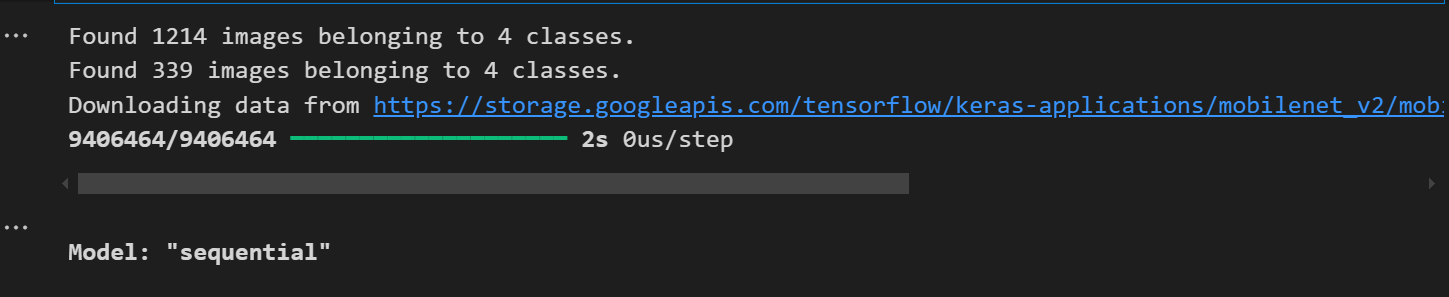 Found 1214 images belonging to 4 classes.
Found 339 images belonging to 4 classes.
Downloading data from https://storage.googleapis.com/tensorflow/keras-applications/mobilenet_v2/mobi
9406464/9406464 ━━━━━━━━━━━━━━━━━━━━ 2s 0us/step
Model: "sequential"